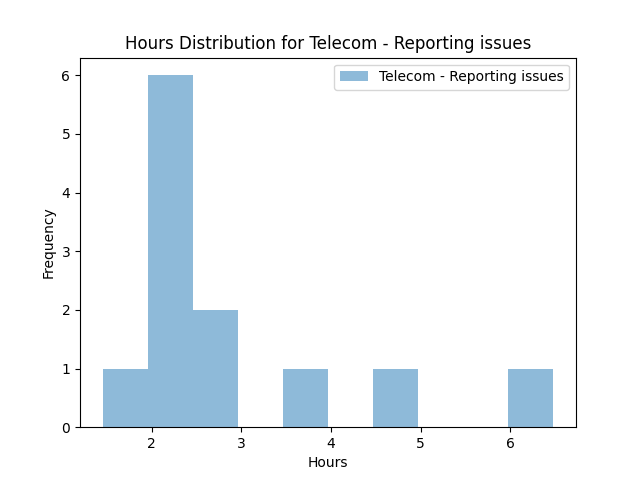 Hours Distribution for Telecom - Reporting issues
Telecom - Reporting issues
6
5
4
3
2
1
0
Frequency
2 3 4 5 6
Hours